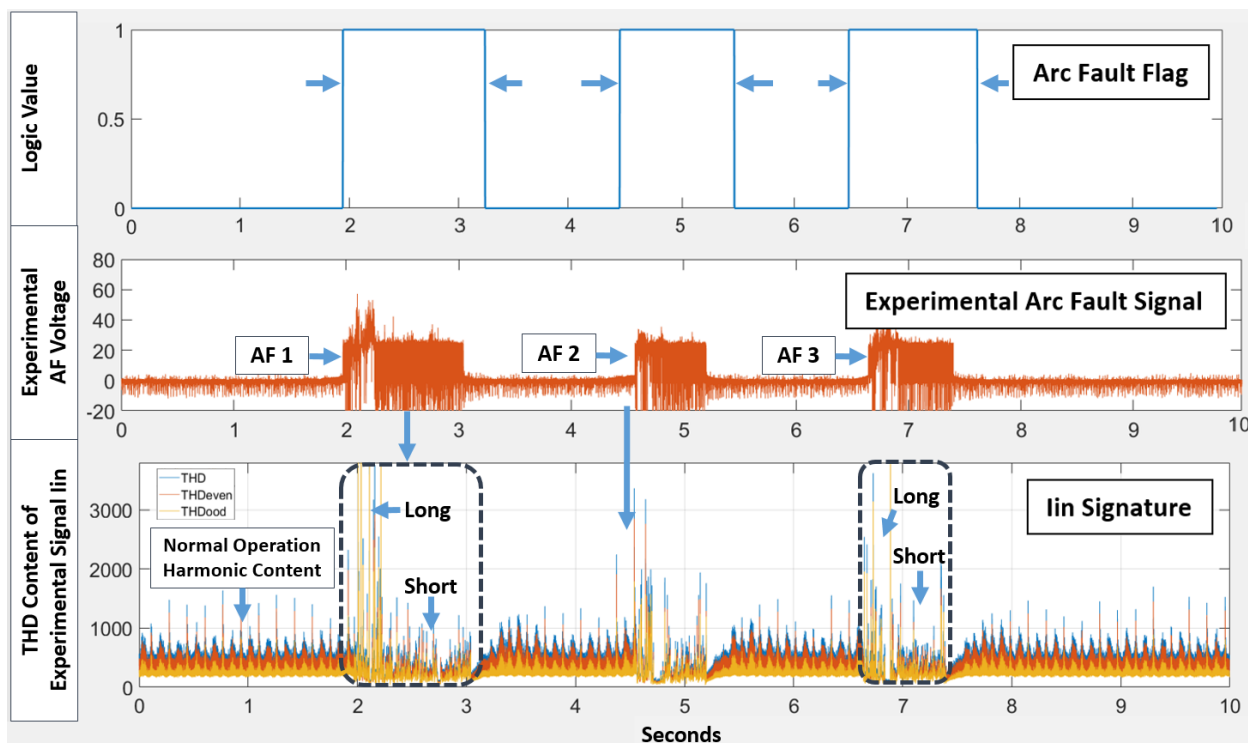 Logic Value
1
0.5
0
Arc Fault Flag
0 1 2 3 4 5 6 7 8 9 10
Experimental
AF Voltage
80
60
40
20
0
-20
Experimental Arc Fault Signal
AF 1
AF 2
AF 3
0 1 2 3 4 5 6 7 8 9 10
THD Content of
Experimental Signal Iin
3000
2000
1000
0
THD
THDeven
THDood
Normal Operation
Harmonic Content
Long
Short
Long
Short
Iin Signature
0 1 2 3 4 5 6 7 8 9 10
Seconds